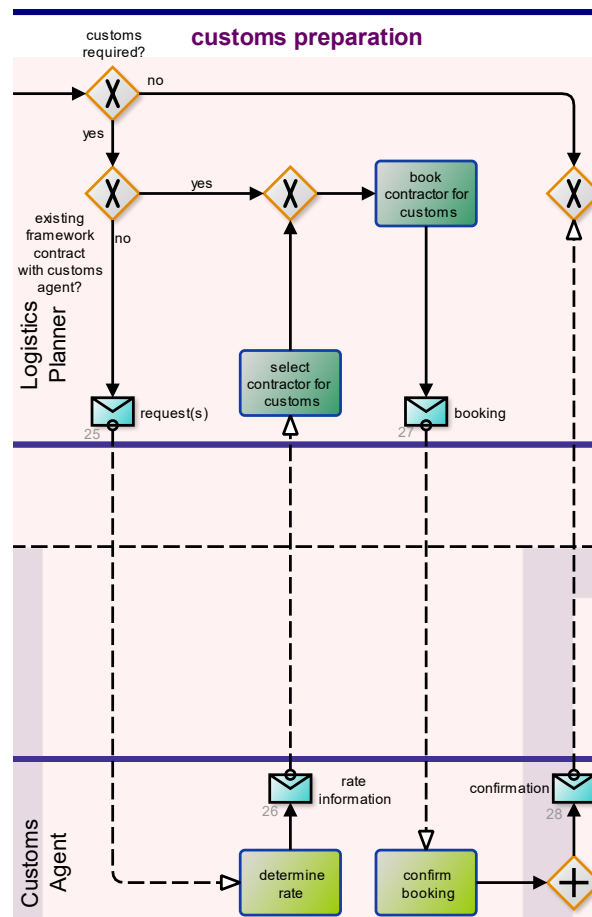 customs
required?
customs preparation
no
yes
yes
book
contractor for
customs
existing
framework
contract
with customs
agent?
no
Logistics
Planner
select
contractor for
customs
request(s)
25
booking
27
rate
information
26
confirmation
28
Customs
Agent
determine
rate
confirm
booking